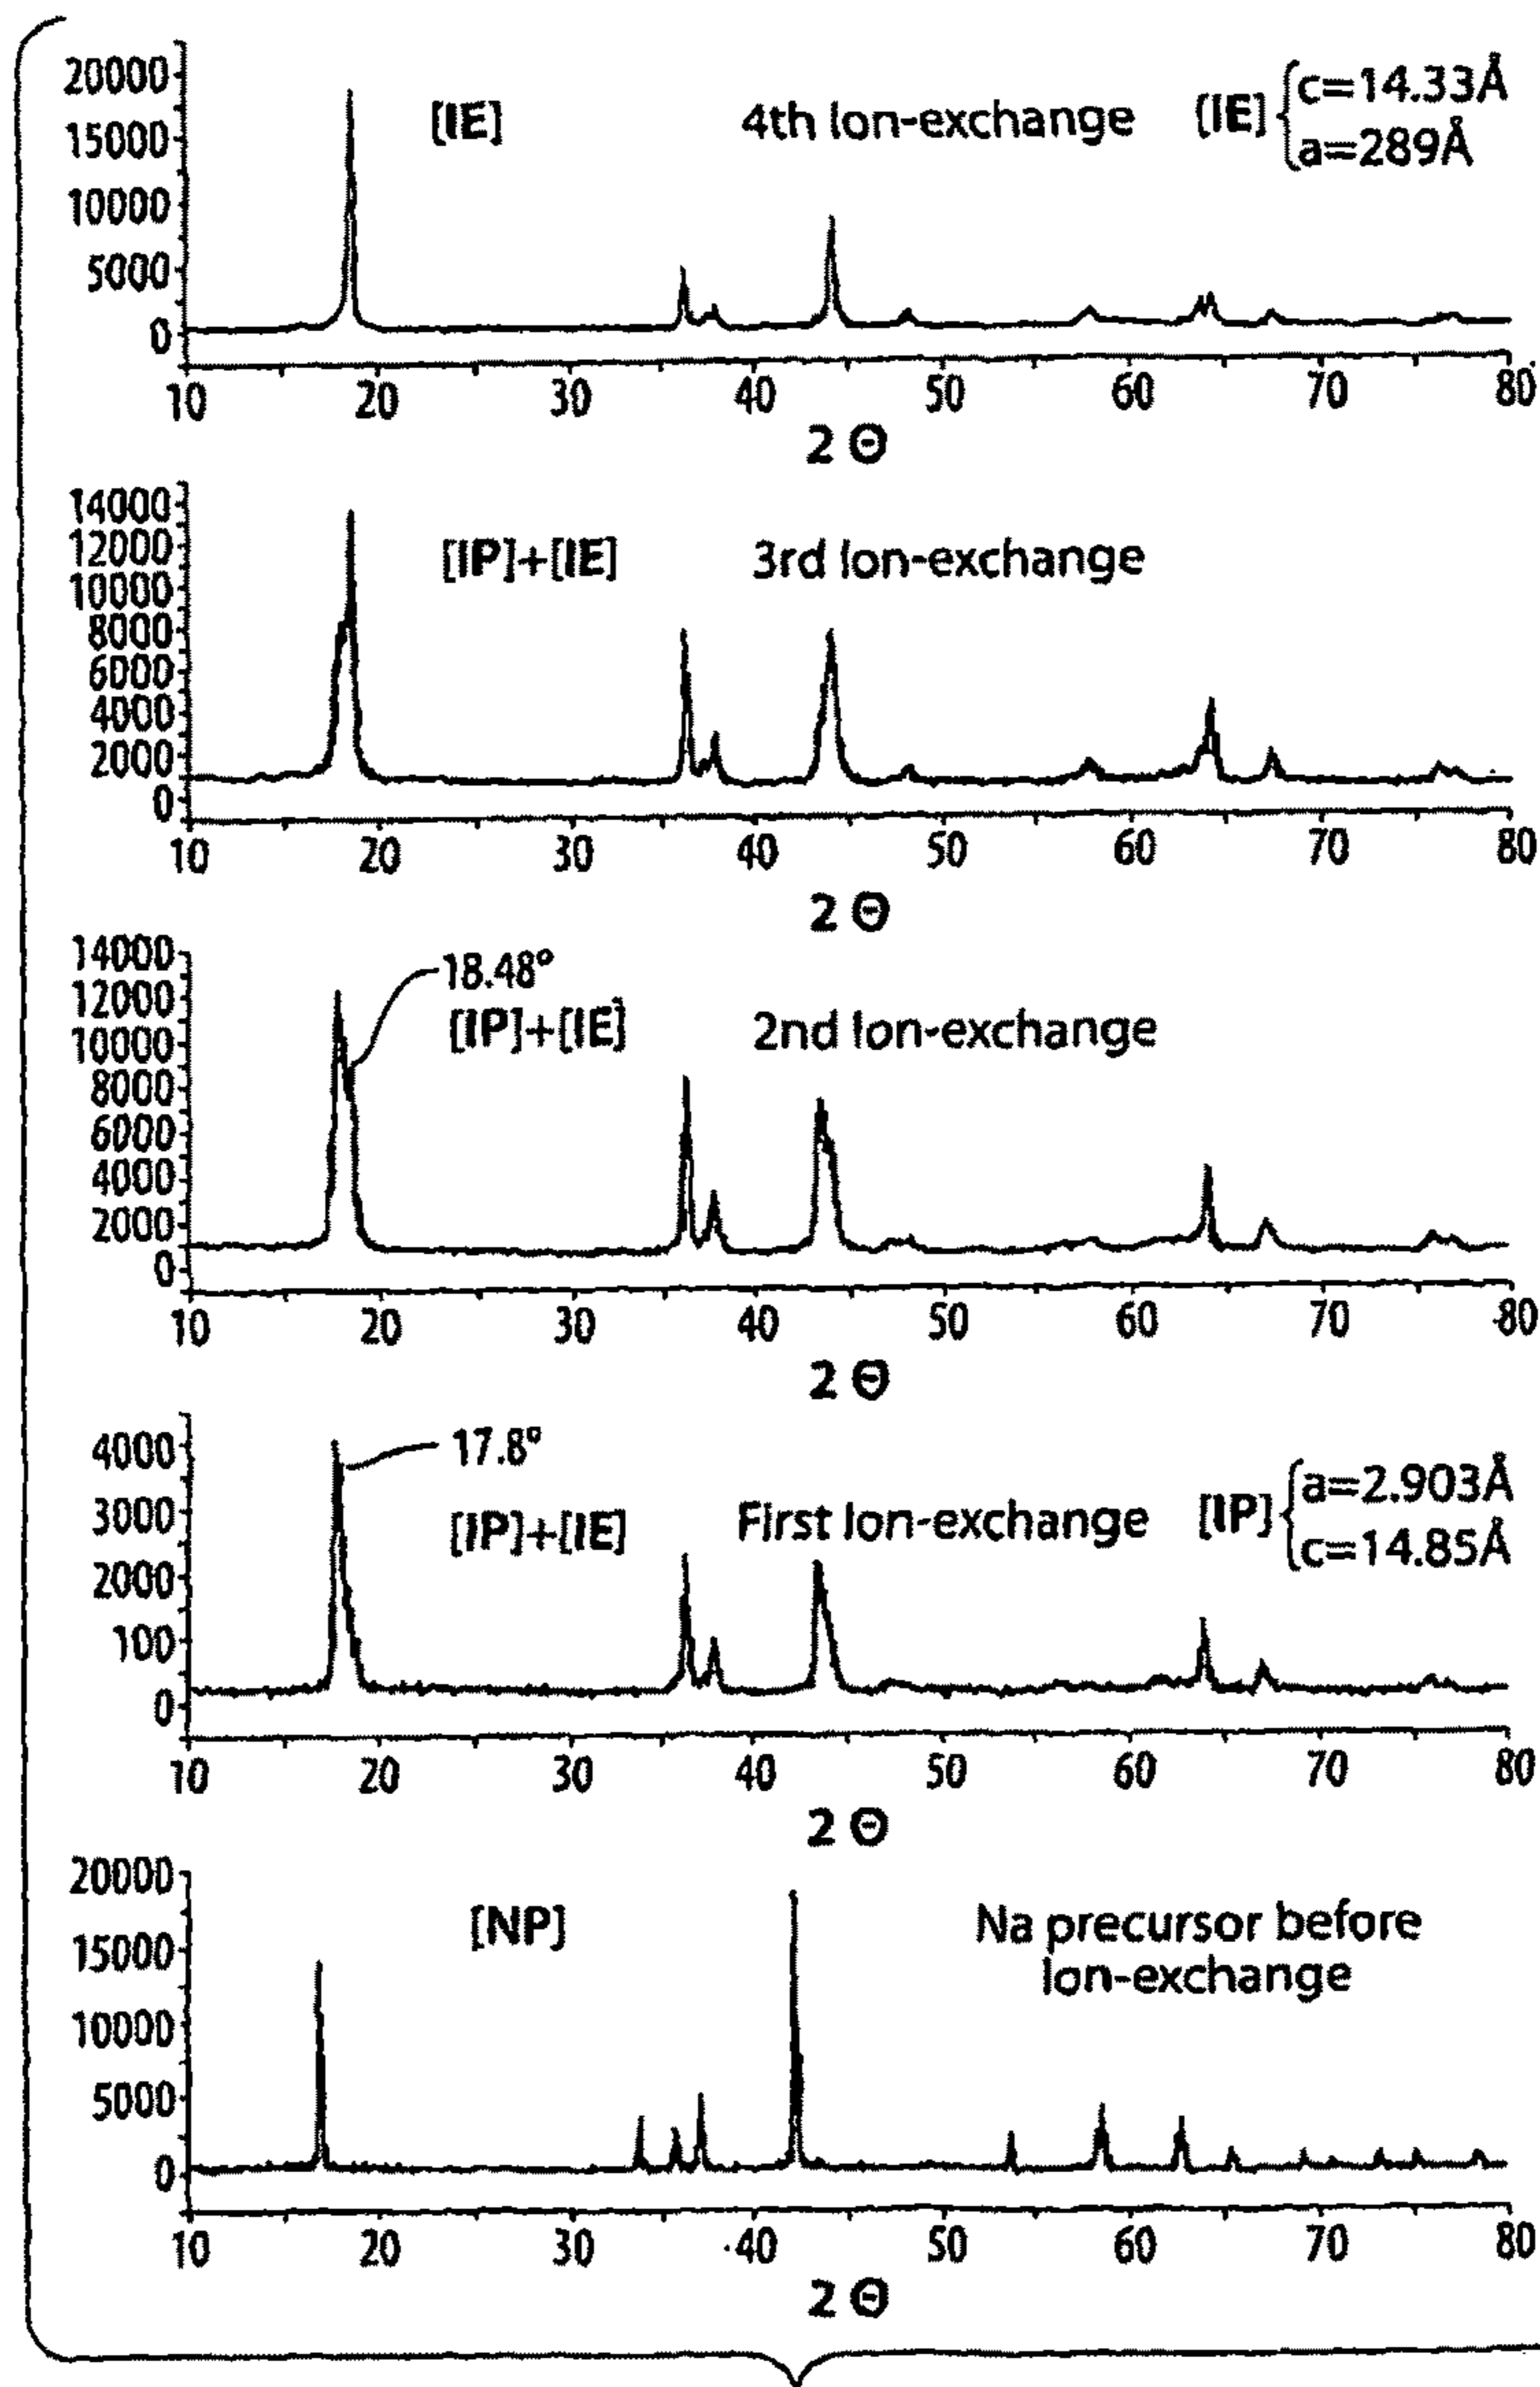 20000
15000
10000
5000
0
[IE]
4th Ion-exchange
[IE] { c=14.33Å
a=289Å
10 20 30 40 50 60 70 80
2 Θ
14000
12000
10000
8000
6000
4000
2000
0
[IP]+[IE]
3rd Ion-exchange
10 20 30 40 50 60 70 80
2 Θ
14000
12000
10000
8000
6000
4000
2000
0
18.48°
[IP]+[IE]
2nd Ion-exchange
10 20 30 40 50 60 70 80
2 Θ
4000
3000
2000
100
0
17.8°
[IP]+[IE]
First Ion-exchange
[IP] { a=2.903Å
c=14.85Å
10 20 30 40 50 60 70 80
2 Θ
20000
15000
10000
5000
0
[NP]
Na precursor before
Ion-exchange
10 20 30 40 50 60 70 80
2 Θ